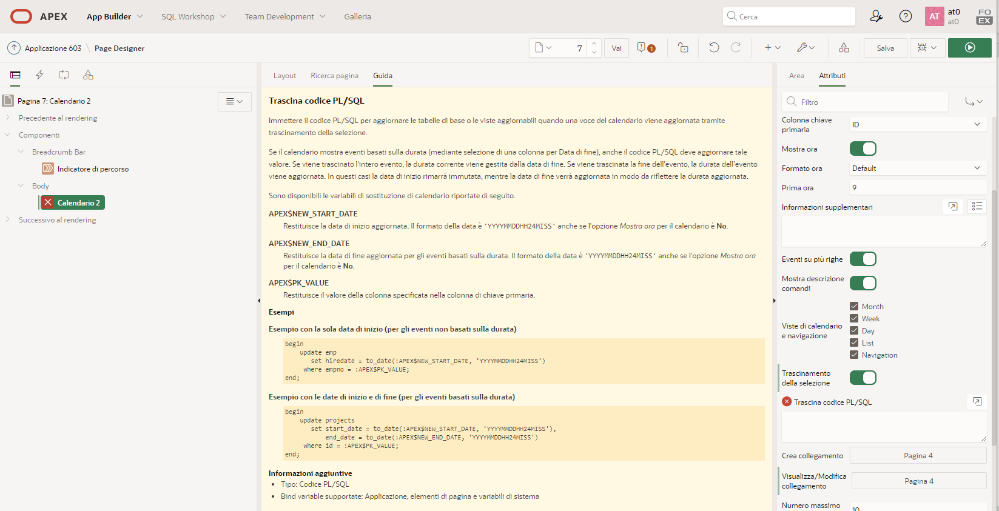 APEX
App Builder
SQL Workshop
Team Development
Galleria
Cerca
AT
at0
at0
FO
EX
Applicazione 603
\
Page Designer
7
Vai
1
Salva
Pagina 7: Calendario 2
Precedente al rendering
Componenti
Breadcrumb Bar
Indicatore di percorso
Body
Calendario 2
Successivo al rendering
Layout
Ricerca pagina
Guida
Trascina codice PL/SQL
Immettere il codice PL/SQL per aggiornare le tabelle di base o le viste aggiornabili quando una voce del calendario viene aggiornata tramite
trascinamento della selezione.
Se il calendario mostra eventi basati sulla durata (mediante selezione di una colonna per Data di fine), anche il codice PL/SQL deve aggiornare tale
valore. Se viene trascinato l'intero evento, la durata corrente viene gestita dalla data di fine. Se viene trascinata la fine dell'evento, la durata dell'evento
viene aggiornata. In questi casi la data di inizio rimarrà immutata, mentre la data di fine verrà aggiornata in modo da riflettere la durata aggiornata.
Sono disponibili le variabili di sostituzione di calendario riportate di seguito.
APEX$NEW_START_DATE
Restituisce la data di inizio aggiornata. Il formato della data è 'YYYYMMDDHH24MISS' anche se l'opzione Mostra ora per il calendario è No.
APEX$NEW_END_DATE
Restituisce la data di fine aggiornata per gli eventi basati sulla durata. Il formato della data è 'YYYYMMDDHH24MISS' anche se l'opzione Mostra ora
per il calendario è No.
APEX$PK_VALUE
Restituisce il valore della colonna specificata nella colonna di chiave primaria.
Esempi
Esempio con la sola data di inizio (per gli eventi non basati sulla durata)
begin
update emp
set hiredate = to_date(:APEX$NEW_START_DATE, 'YYYYMMDDHH24MISS')
where empno = :APEX$PK_VALUE;
end;
Esempio con le date di inizio e di fine (per gli eventi basati sulla durata)
begin
update projects
set start_date = to_date(:APEX$NEW_START_DATE, 'YYYYMMDDHH24MISS'),
end_date = to_date(:APEX$NEW_END_DATE, 'YYYYMMDDHH24MISS')
where id = :APEX$PK_VALUE;
end;
Informazioni aggiuntive
• Tipo: Codice PL/SQL
• Bind variable supportate: Applicazione, elementi di pagina e variabili di sistema
Area
Attributi
Filtro
Colonna chiave
primaria
ID
Mostra ora
Formato ora
Default
Prima ora
9
Informazioni supplementari
Eventi su più righe
Mostra descrizione
comandi
Viste di calendario
e navigazione
Month
Week
Day
List
Navigation
Trascinamento
della selezione
Trascina codice PL/SQL
Crea collegamento
Pagina 4
Visualizza/Modifica
collegamento
Pagina 4
Numero massimo
10